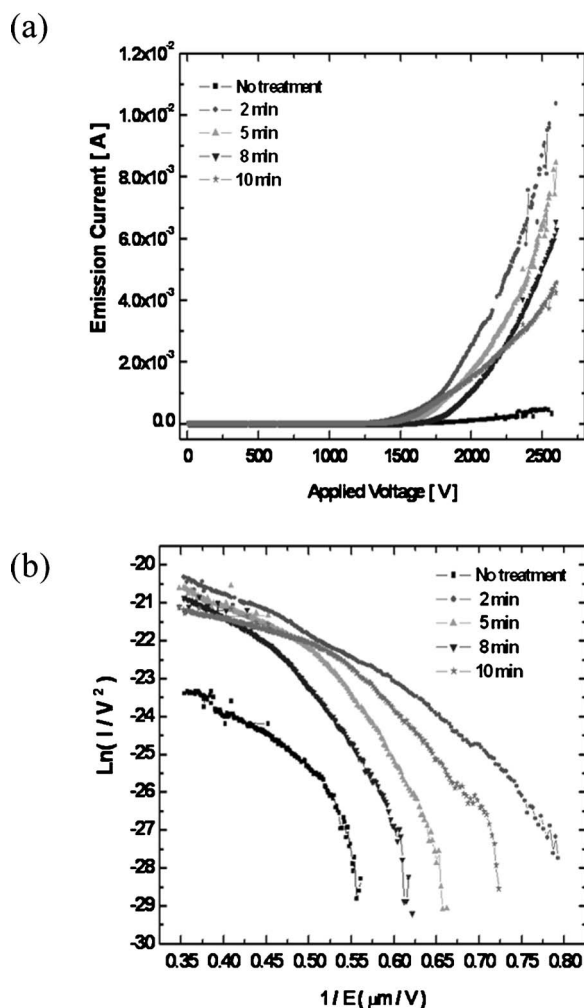 (a)
1.2x10⁻²
1.0x10⁻²
8.0x10⁻³
6.0x10⁻³
4.0x10⁻³
2.0x10⁻³
0.0
Emission Current [ A ]
No treatment
2 min
5 min
8 min
10 min
0 500 1000 1500 2000 2500
Applied Voltage [ V ]
(b)
-20
-21
-22
-23
-24
-25
-26
-27
-28
-29
-30
Ln( I / V²)
No treatment
2 min
5 min
8 min
10 min
0.35 0.40 0.45 0.50 0.55 0.60 0.65 0.70 0.75 0.80
1 / E( μm / V )